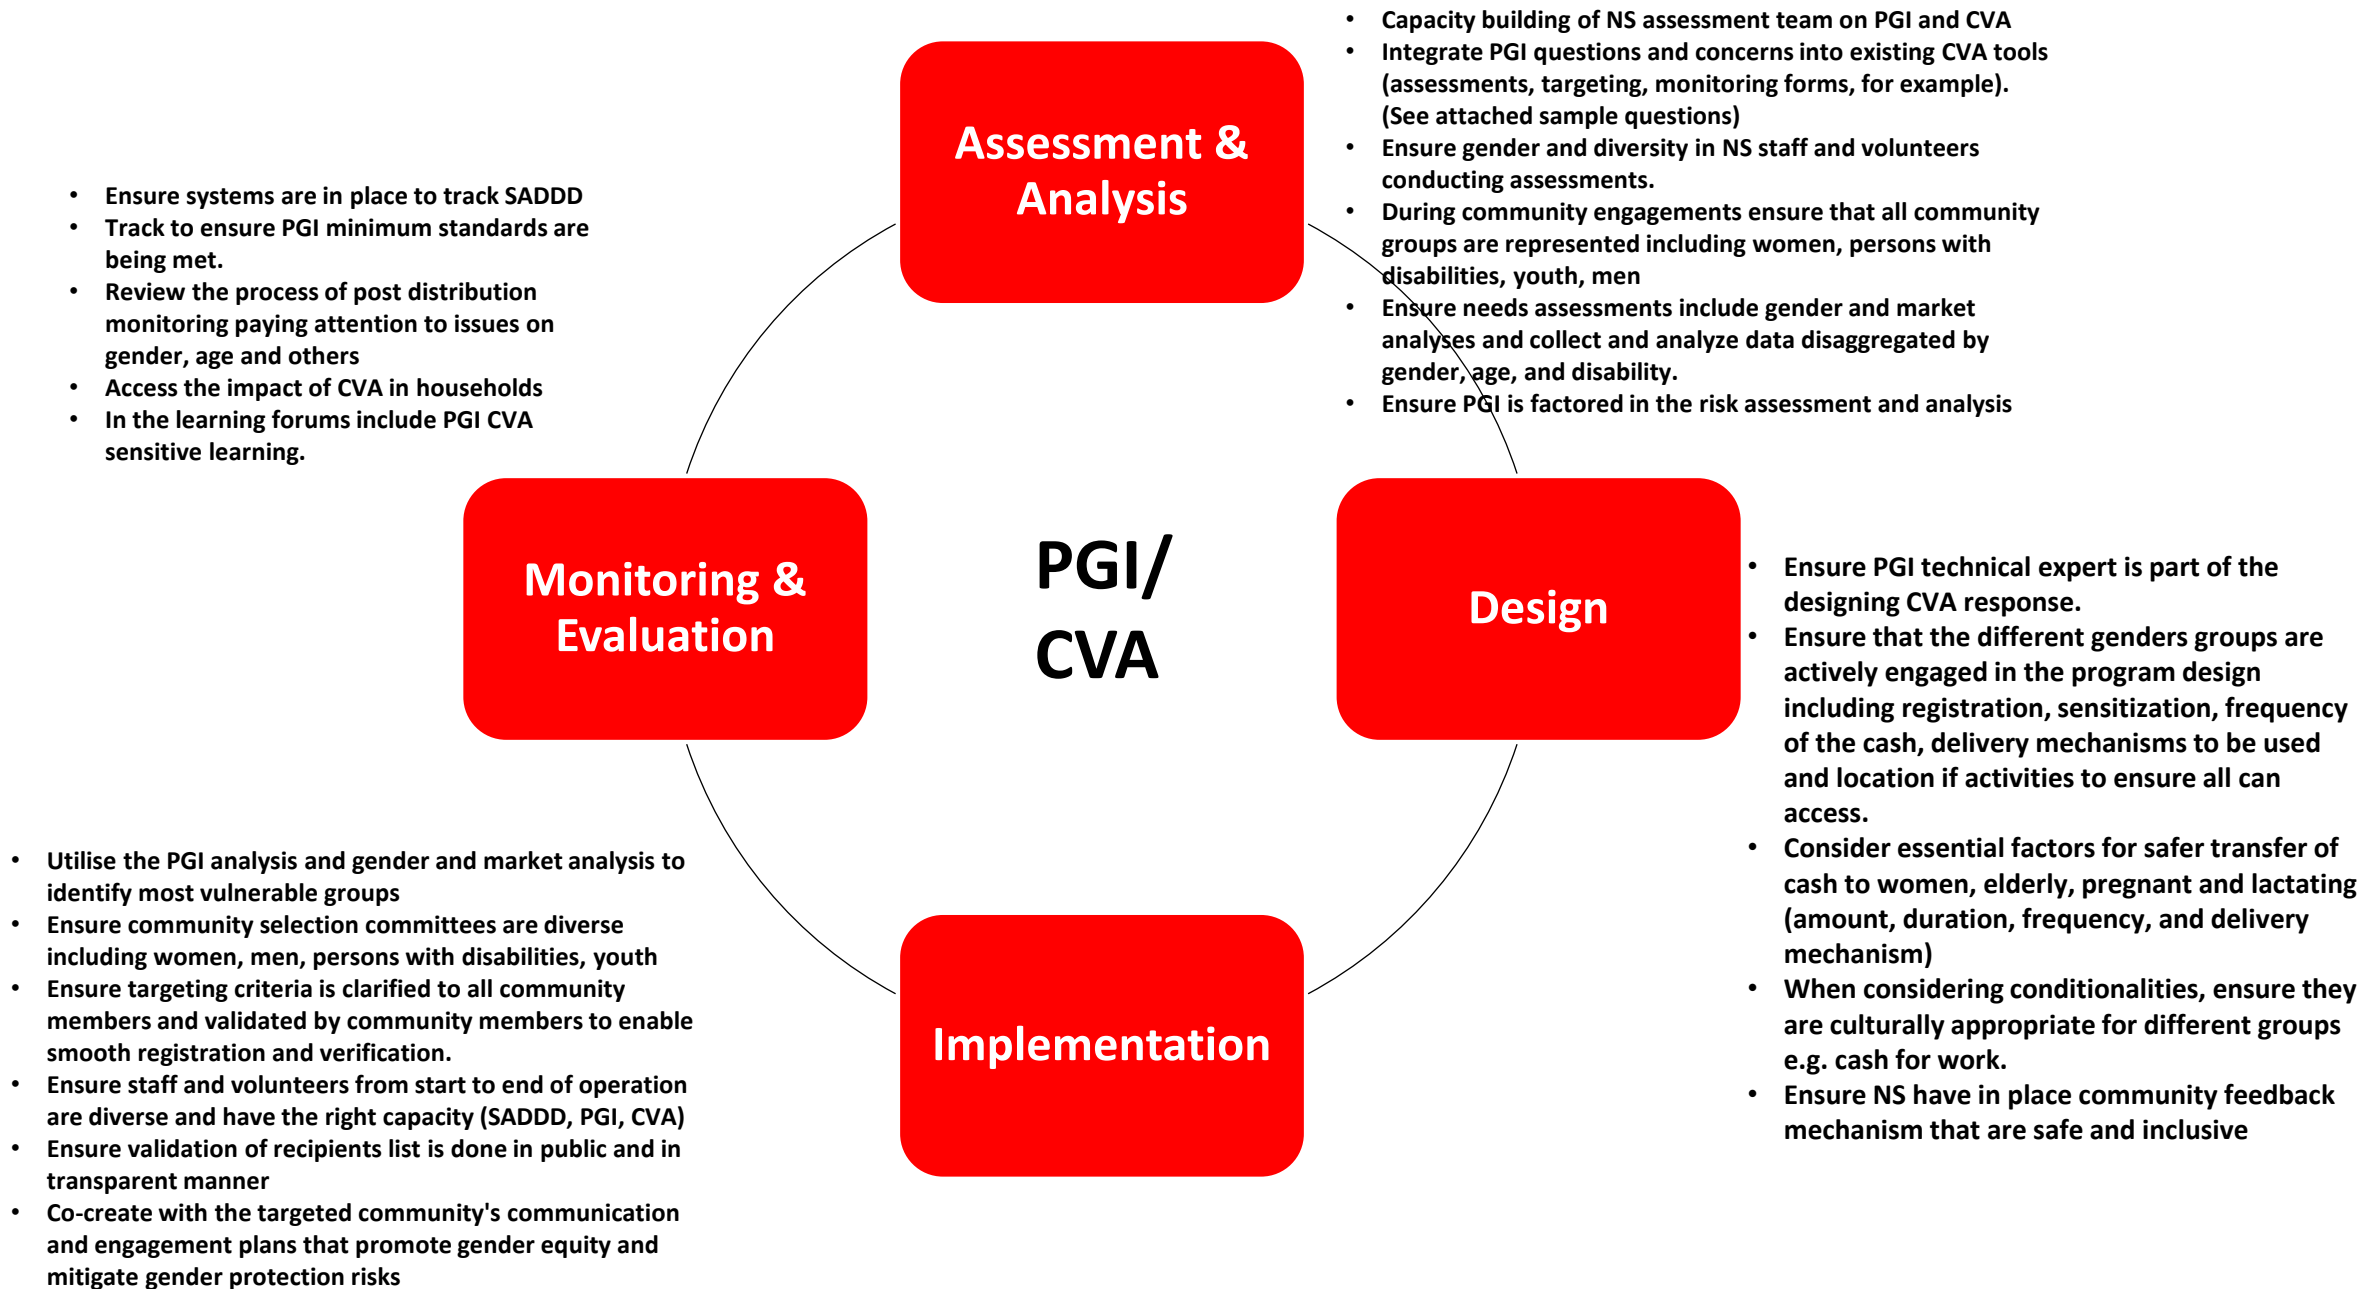 Assessment &
Analysis
• Capacity building of NS assessment team on PGI and CVA
• Integrate PGI questions and concerns into existing CVA tools
(assessments, targeting, monitoring forms, for example).
(See attached sample questions)
• Ensure gender and diversity in NS staff and volunteers
conducting assessments.
• During community engagements ensure that all community
groups are represented including women, persons with
disabilities, youth, men
• Ensure needs assessments include gender and market
analyses and collect and analyze data disaggregated by
gender, age, and disability.
• Ensure PGI is factored in the risk assessment and analysis
• Ensure systems are in place to track SADDD
• Track to ensure PGI minimum standards are
being met.
• Review the process of post distribution
monitoring paying attention to issues on
gender, age and others
• Access the impact of CVA in households
• In the learning forums include PGI CVA
sensitive learning.
Monitoring &
Evaluation
PGI/
CVA
Design
• Ensure PGI technical expert is part of the
designing CVA response.
• Ensure that the different genders groups are
actively engaged in the program design
including registration, sensitization, frequency
of the cash, delivery mechanisms to be used
and location if activities to ensure all can
access.
• Consider essential factors for safer transfer of
cash to women, elderly, pregnant and lactating
(amount, duration, frequency, and delivery
mechanism)
• When considering conditionalities, ensure they
are culturally appropriate for different groups
e.g. cash for work.
• Ensure NS have in place community feedback
mechanism that are safe and inclusive
• Utilise the PGI analysis and gender and market analysis to
identify most vulnerable groups
• Ensure community selection committees are diverse
including women, men, persons with disabilities, youth
• Ensure targeting criteria is clarified to all community
members and validated by community members to enable
smooth registration and verification.
• Ensure staff and volunteers from start to end of operation
are diverse and have the right capacity (SADDD, PGI, CVA)
• Ensure validation of recipients list is done in public and in
transparent manner
• Co-create with the targeted community's communication
and engagement plans that promote gender equity and
mitigate gender protection risks
Implementation